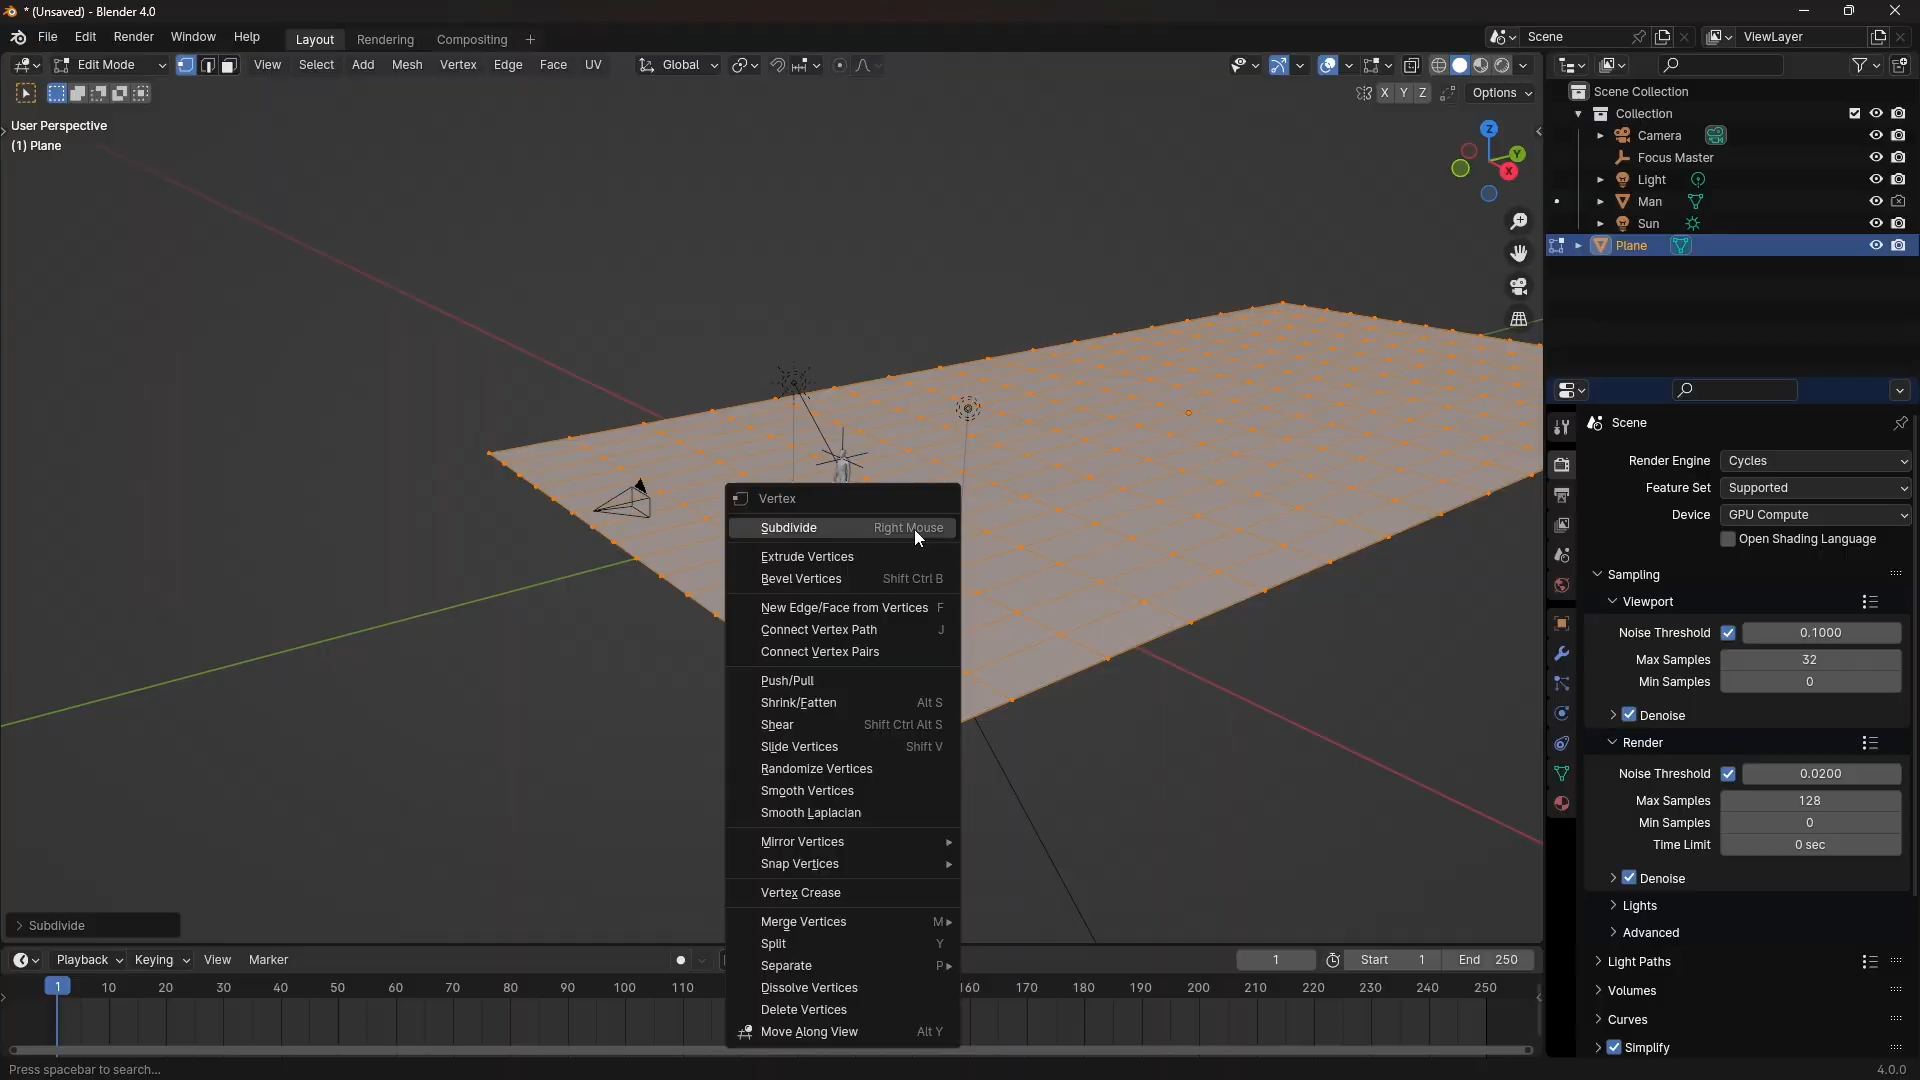 * (Unsaved) - Blender 4.0
File Edit Render Window Help Layout Rendering Compositing + Scene ViewLayer
Edit Mode View Select Add Mesh Vertex Edge Face UV Global
X Y Z Options
User Perspective
(1) Plane
Z
Y
X
Scene Collection
Collection
Camera
Focus Master
Light
Man
Sun
Plane
Vertex
Subdivide Right Mouse
Extrude Vertices
Bevel Vertices Shift Ctrl B
New Edge/Face from Vertices F
Connect Vertex Path J
Connect Vertex Pairs
Push/Pull
Shrink/Fatten Alt S
Shear Shift Ctrl Alt S
Slide Vertices Shift V
Randomize Vertices
Smooth Vertices
Smooth Laplacian
Mirror Vertices
Snap Vertices
Vertex Crease
Merge Vertices M
Split Y
Separate P
Dissolve Vertices
Delete Vertices
Move Along View Alt Y
Scene
Render Engine Cycles
Feature Set Supported
Device GPU Compute
Open Shading Language
Sampling
Viewport
Noise Threshold 0.1000
Max Samples 32
Min Samples 0
Denoise
Render
Noise Threshold 0.0200
Max Samples 128
Min Samples 0
Time Limit 0 sec
Denoise
Lights
Advanced
Light Paths
Volumes
Curves
Simplify
Subdivide
Playback Keying View Marker 1 Start 1 End 250
1 10 20 30 40 50 60 70 80 90 100 110 160 170 180 190 200 210 220 230 240 250
Press spacebar to search... 4.0.0